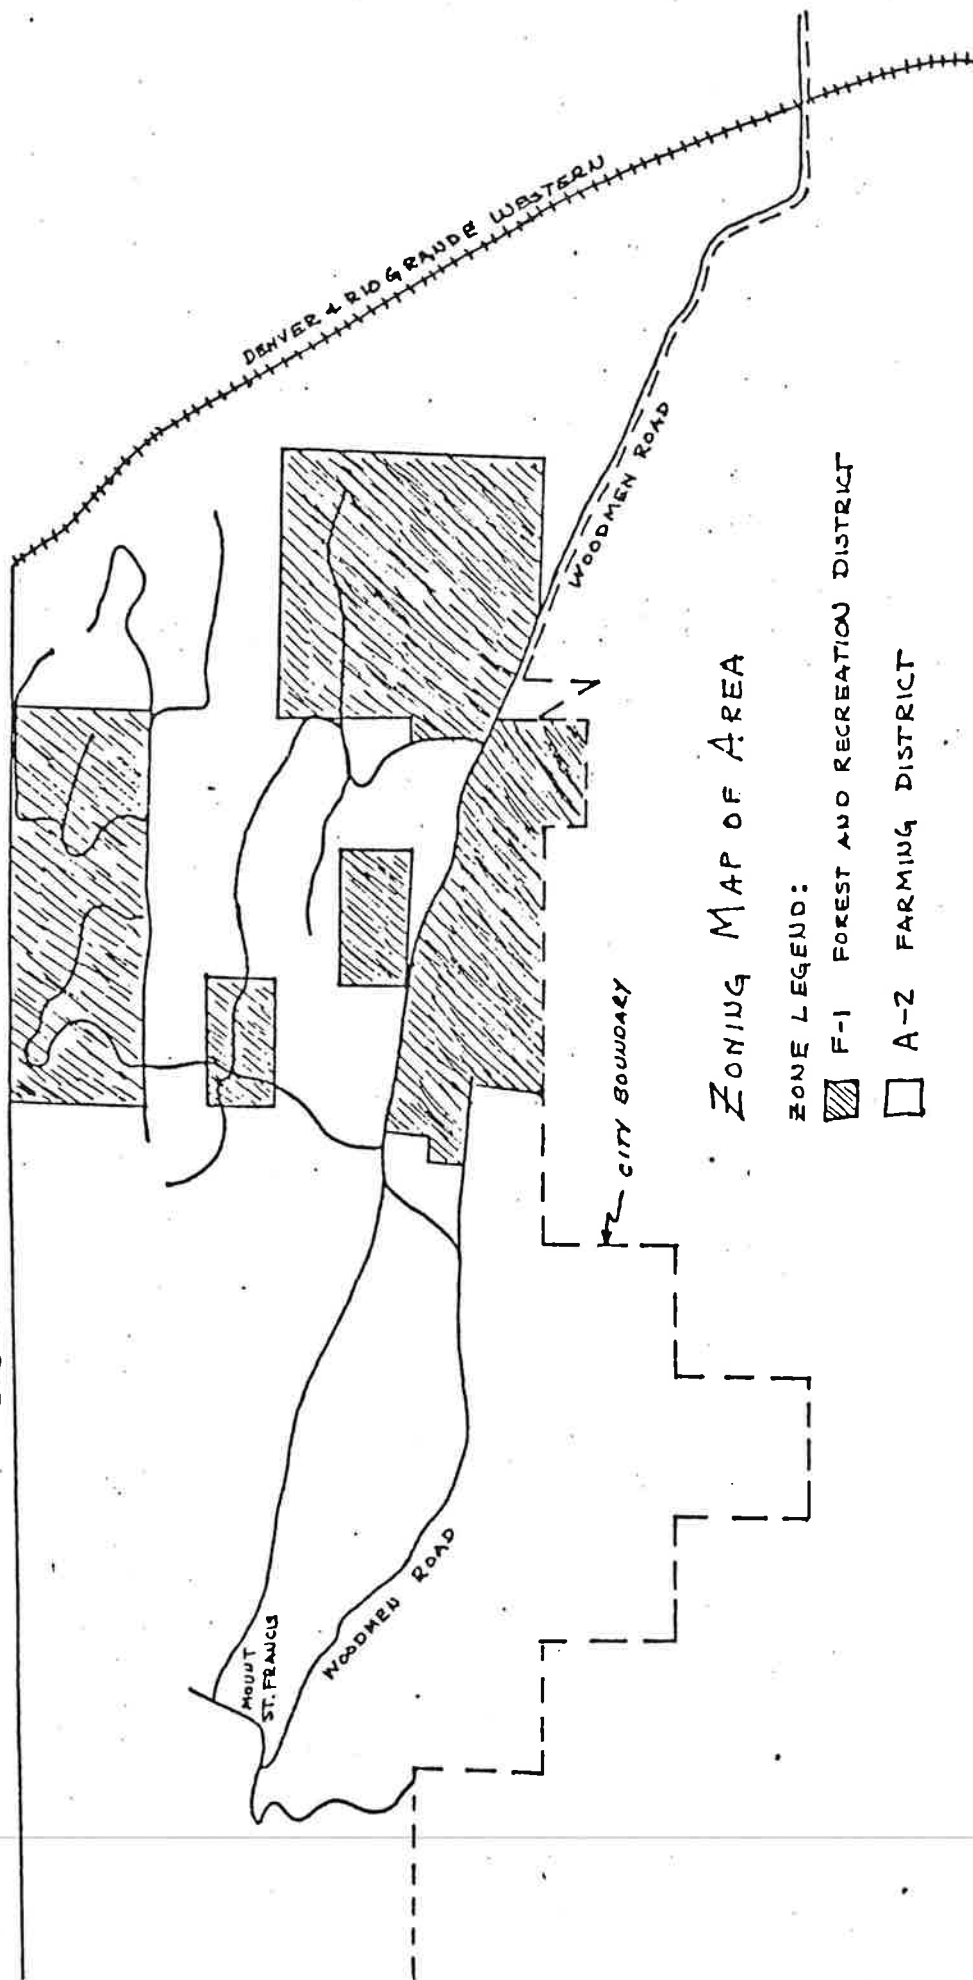 DENVER & RIO GRANDE WESTERN
WOODMEN ROAD
MOUNT
ST. FRANCIS
WOODMEN ROAD
CITY BOUNDARY
ZONING MAP OF AREA
ZONE LEGEND:
F-1 FOREST AND RECREATION DISTRICT
A-2 FARMING DISTRICT